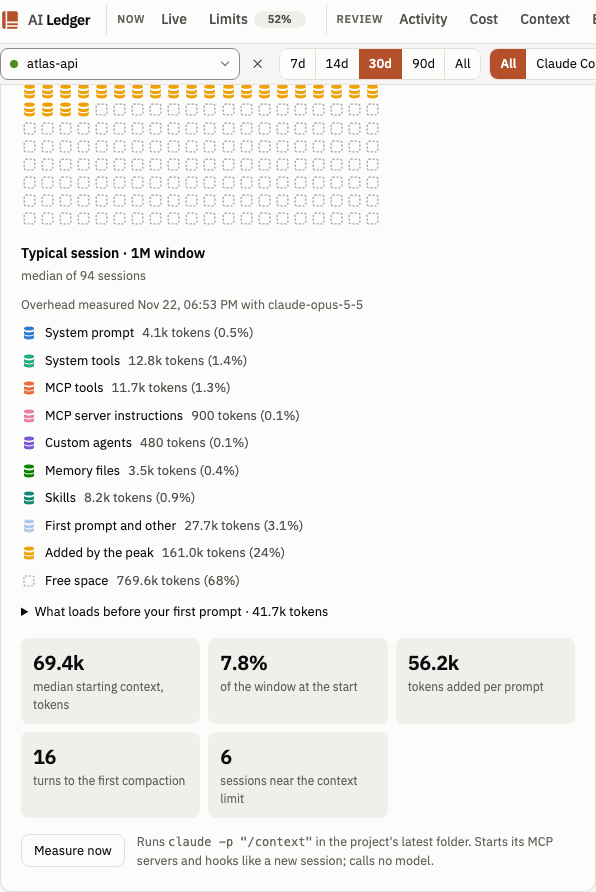 AI Ledger NOW Live Limits 52% REVIEW Activity Cost Context
atlas-api 7d 14d 30d 90d All All Claude Co
Typical session · 1M window
median of 94 sessions
Overhead measured Nov 22, 06:53 PM with claude-opus-5-5
System prompt 4.1k tokens (0.5%)
System tools 12.8k tokens (1.4%)
MCP tools 11.7k tokens (1.3%)
MCP server instructions 900 tokens (0.1%)
Custom agents 480 tokens (0.1%)
Memory files 3.5k tokens (0.4%)
Skills 8.2k tokens (0.9%)
First prompt and other 27.7k tokens (3.1%)
Added by the peak 161.0k tokens (24%)
Free space 769.6k tokens (68%)
What loads before your first prompt · 41.7k tokens
69.4k
median starting context,
tokens
7.8%
of the window at the start
56.2k
tokens added per prompt
16
turns to the first compaction
6
sessions near the context
limit
Measure now
Runs claude -p "/context" in the project's latest folder. Starts its MCP
servers and hooks like a new session; calls no model.